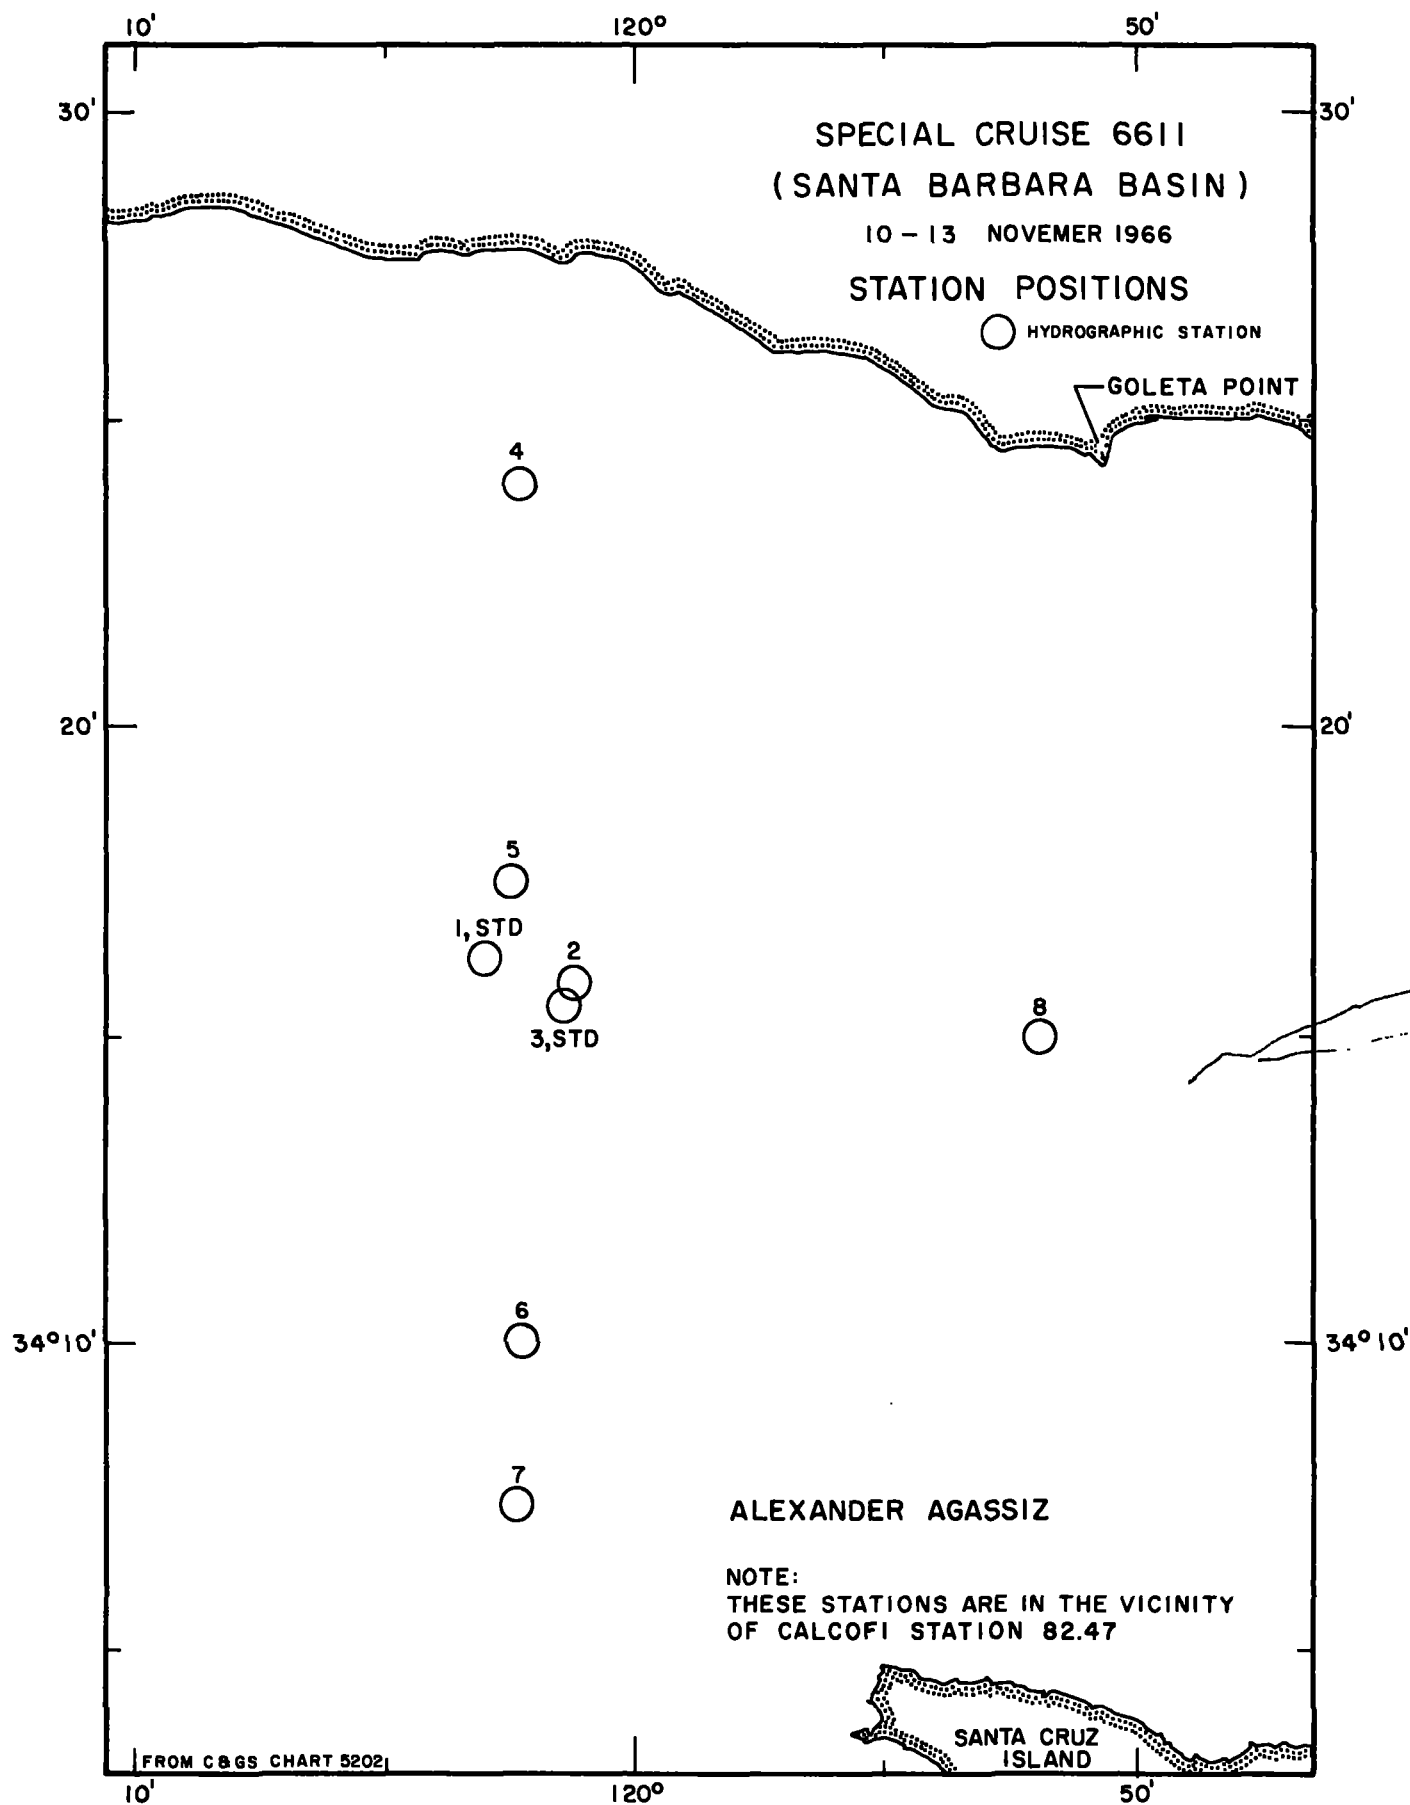 10' 120° 50'
30' 30'
SPECIAL CRUISE 6611
(SANTA BARBARA BASIN)
10-13 NOVEMER 1966
STATION POSITIONS
HYDROGRAPHIC STATION
GOLETA POINT
4
20' 20'
5
1, STD
2
3, STD
8
34°10' 34°10'
6
7
ALEXANDER AGASSIZ
NOTE:
THESE STATIONS ARE IN THE VICINITY
OF CALCOFI STATION 82.47
SANTA CRUZ
ISLAND
FROM C&GS CHART 5202
10' 120° 50'